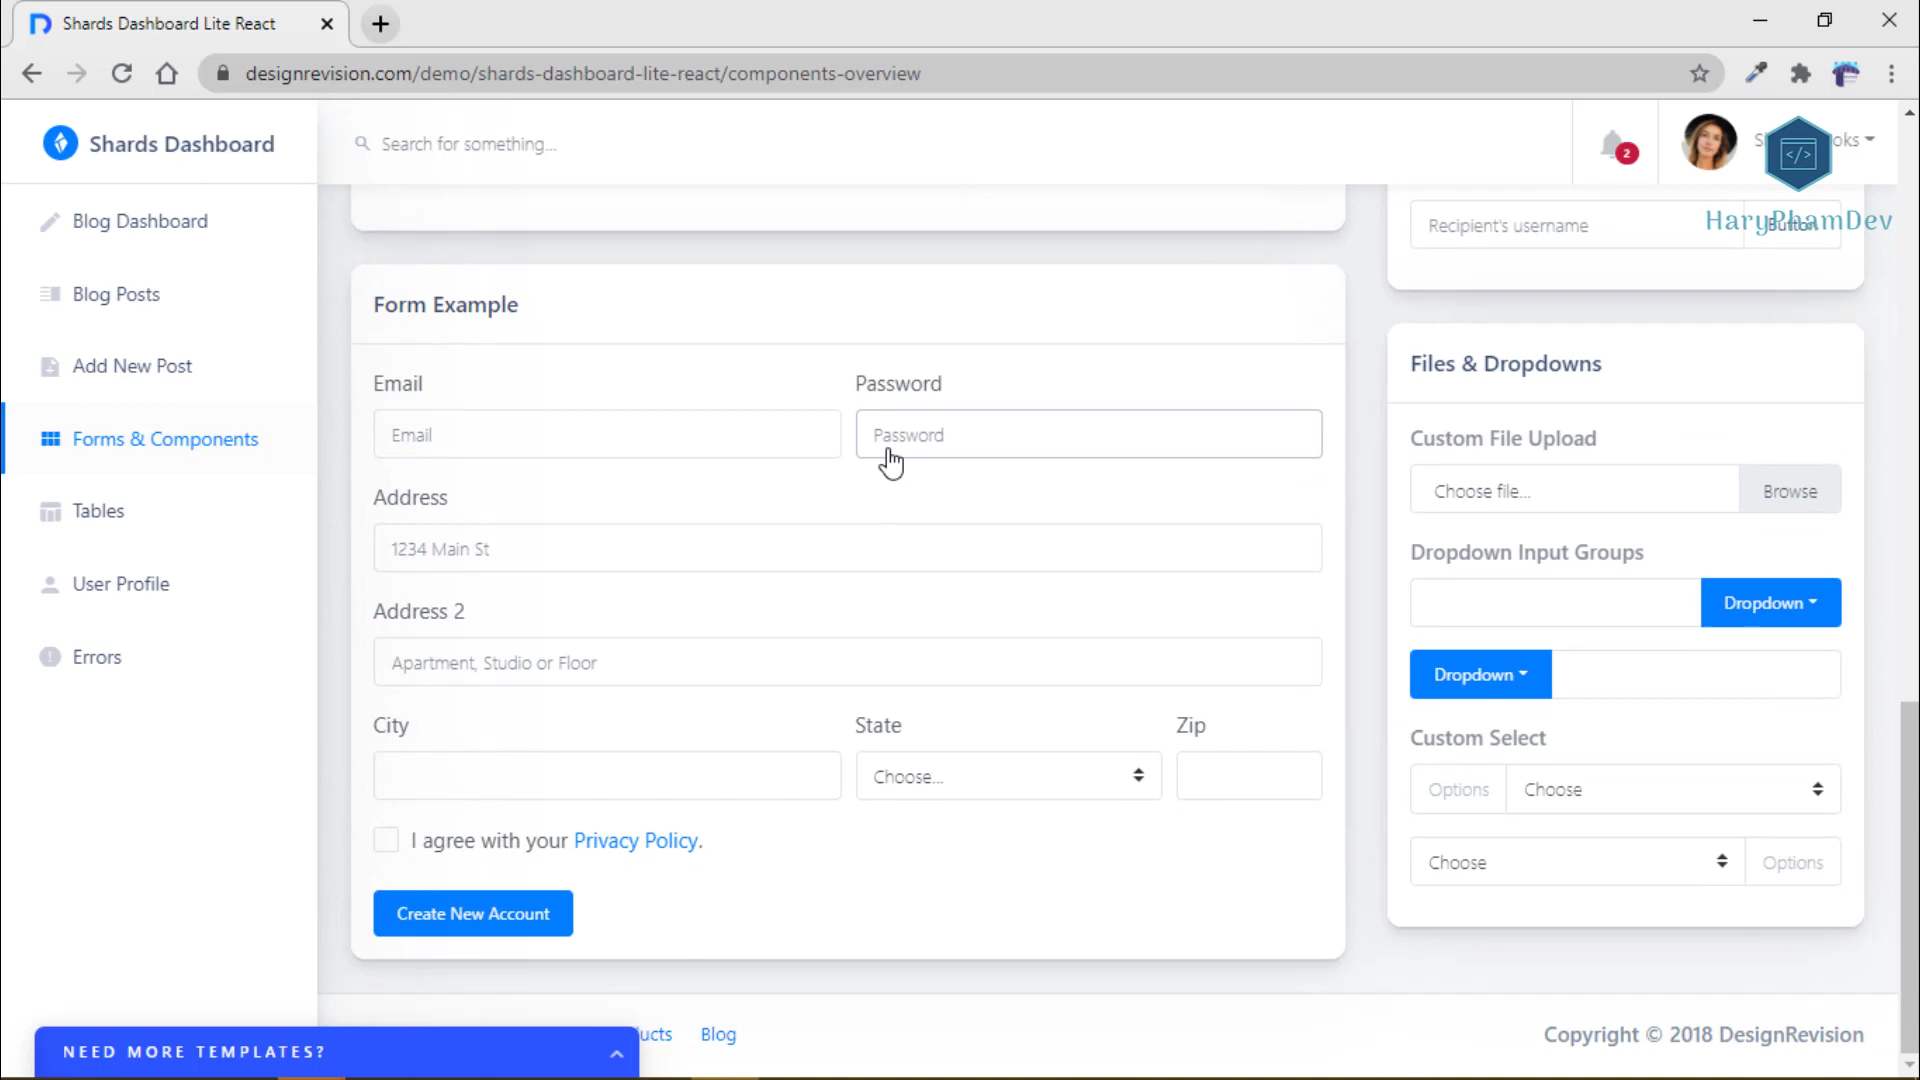 Shards Dashboard Lite React
designrevision.com/demo/shards-dashboard-lite-react/components-overview
Shards Dashboard
Search for something...
2
HaryPhamDev
Blog Dashboard
Blog Posts
Add New Post
Forms & Components
Tables
User Profile
Errors
Form Example
Email
Password
Email
Password
Address
1234 Main St
Address 2
Apartment, Studio or Floor
City
State
Zip
Choose...
I agree with your Privacy Policy.
Create New Account
Recipient's username
Button
Files & Dropdowns
Custom File Upload
Choose file...
Browse
Dropdown Input Groups
Dropdown
Dropdown
Custom Select
Options
Choose
Choose
Options
NEED MORE TEMPLATES?
Blog
Copyright © 2018 DesignRevision